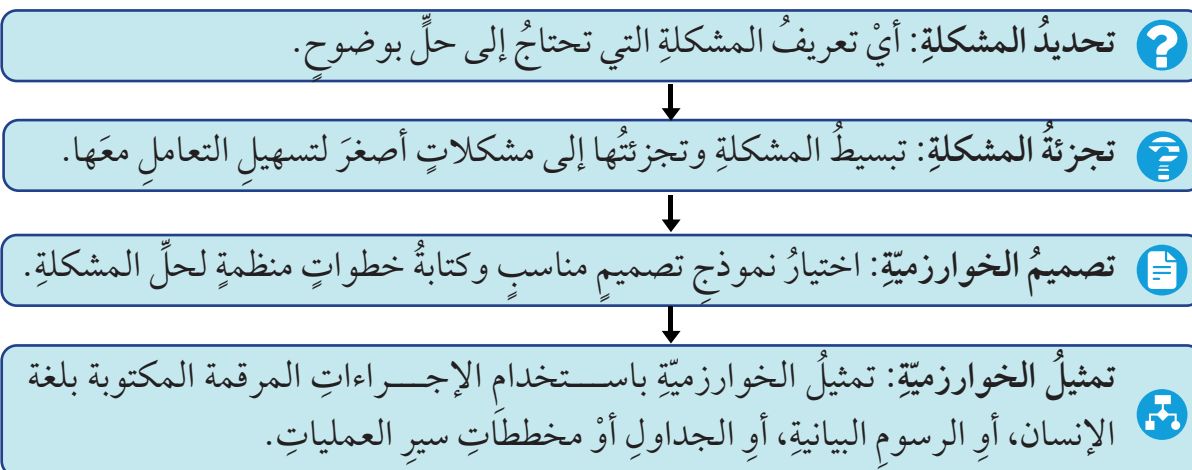 تحديدُ المشكلةِ: أيْ تعريفُ المشكلةِ التي تحتاجُ إلى حلٍّ بوضوحٍ.
تجزئةُ المشكلةِ: تبسيطُ المشكلةِ وتجزئتُها إلى مشكلاتٍ أصغرَ لتسهيلِ التعاملِ معَها.
تصميمُ الخوارزميّةِ: اختيارُ نموذجِ تصميمٍ مناسبٍ وكتابةُ خطواتٍ منظمةٍ لحلِّ المشكلةِ.
تمثيلُ الخوارزميّةِ: تمثيلُ الخوارزميّةِ باســـتخدامِ الإجـــــراءاتِ المرقمة المكتوبة بلغة
الإنسان، أوِ الرسومِ البيانيةِ، أوِ الجداولِ أوْ مخططاتِ سيرِ العملياتِ.